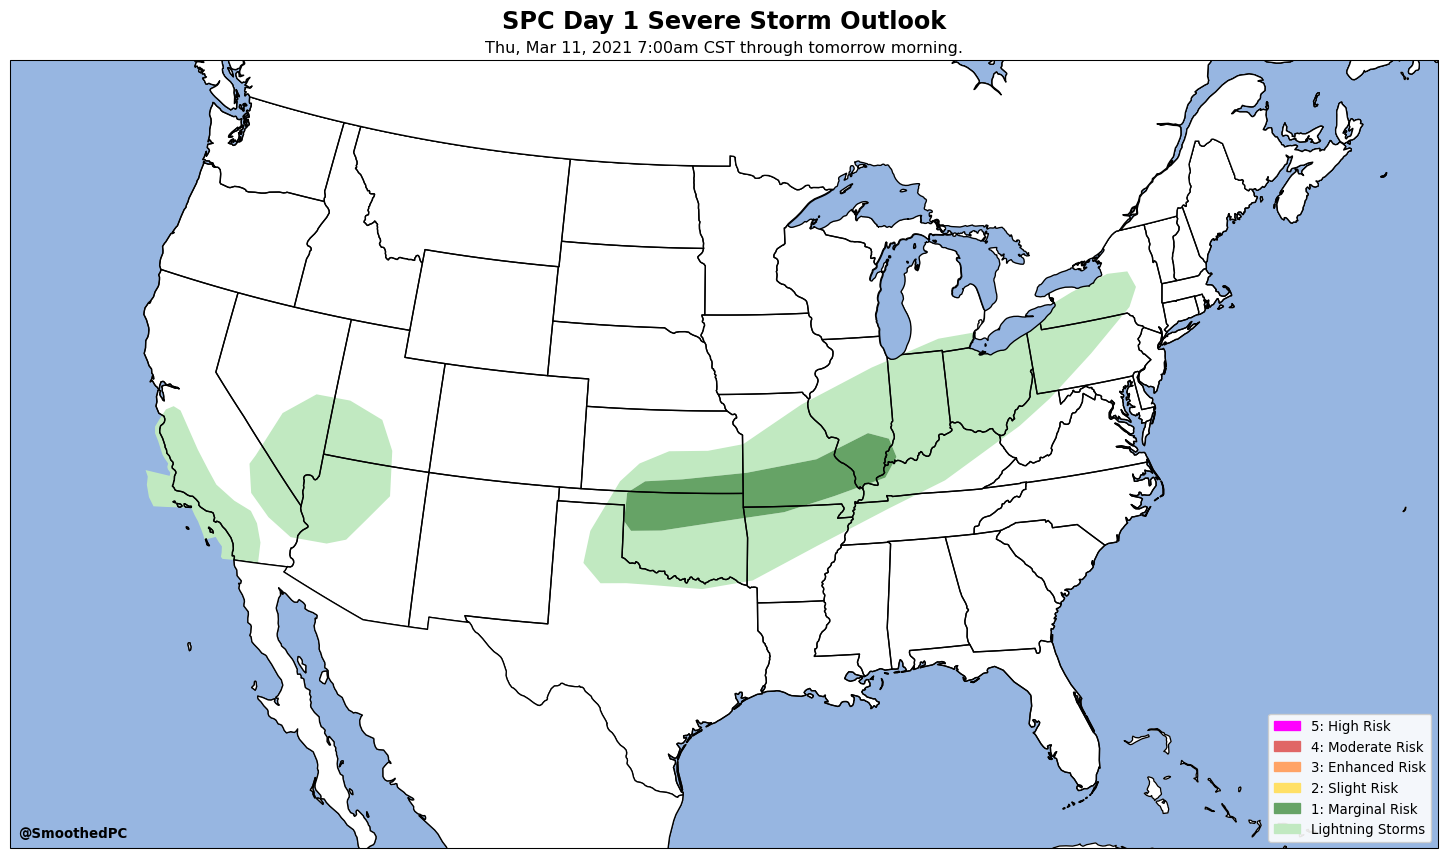 SPC Day 1 Severe Storm Outlook
Thu, Mar 11, 2021 7:00am CST through tomorrow morning.
5: High Risk
4: Moderate Risk
3: Enhanced Risk
2: Slight Risk
1: Marginal Risk
Lightning Storms
@SmoothedPC